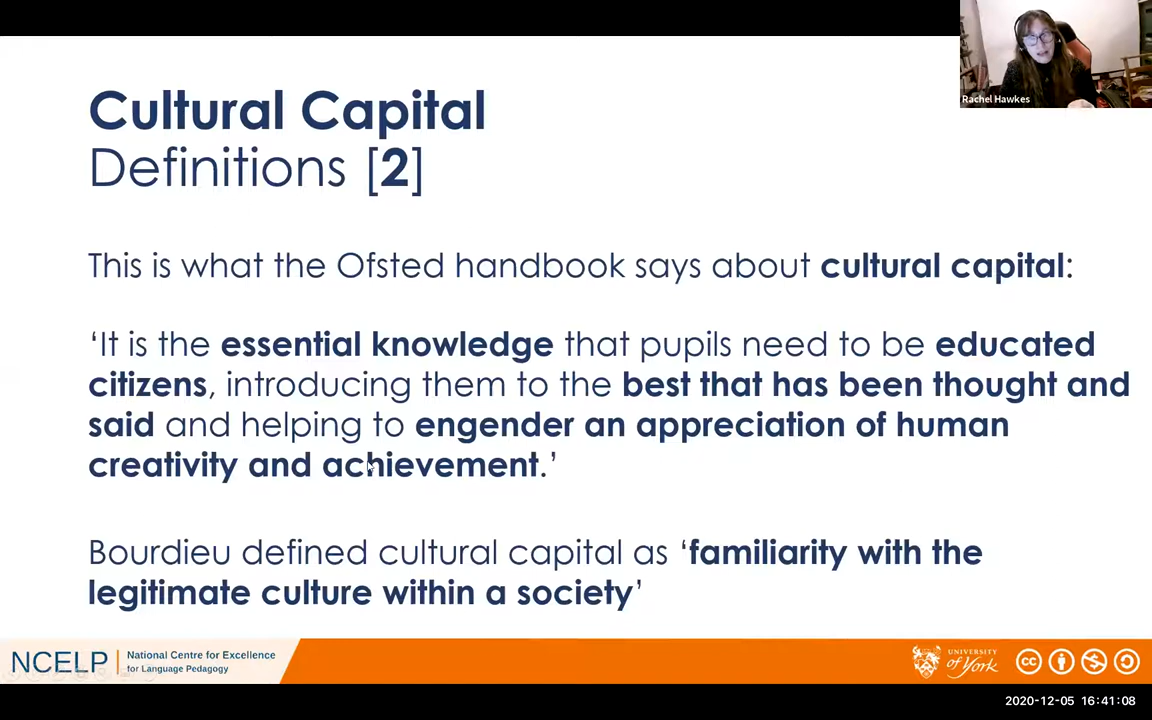 Rachel Hawkes
Cultural Capital
Definitions [2]
This is what the Ofsted handbook says about cultural capital:
‘It is the essential knowledge that pupils need to be educated
citizens, introducing them to the best that has been thought and
said and helping to engender an appreciation of human
creativity and achievement.’
Bourdieu defined cultural capital as ‘familiarity with the
legitimate culture within a society’
NCELP
National Centre for Excellence
for Language Pedagogy
UNIVERSITY
of York
cc
2020-12-05 16:41:08